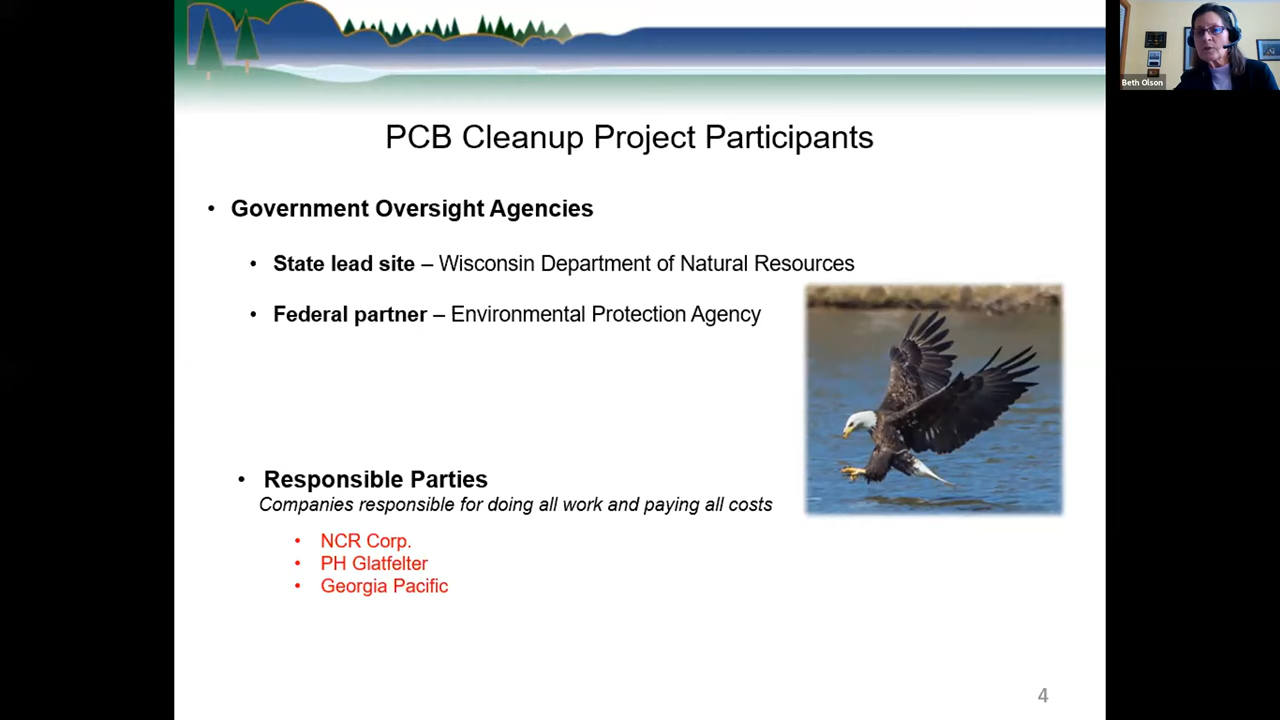 Beth Olson
PCB Cleanup Project Participants
• Government Oversight Agencies
• State lead site – Wisconsin Department of Natural Resources
• Federal partner – Environmental Protection Agency
• Responsible Parties
Companies responsible for doing all work and paying all costs
• NCR Corp.
• PH Glatfelter
• Georgia Pacific
4